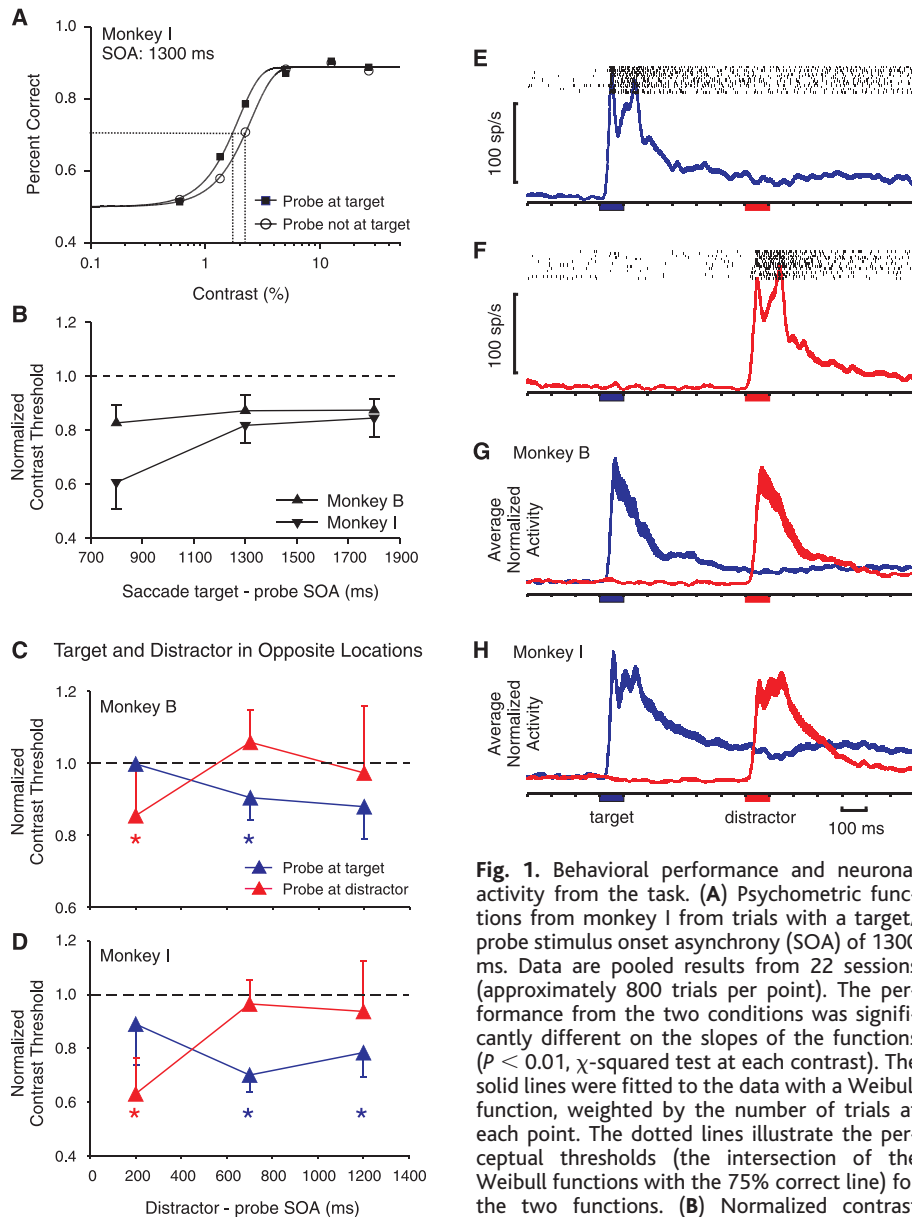 A
Monkey I
SOA: 1300 ms
1.0
0.8
0.6
0.4
Percent Correct
Probe at target
Probe not at target
0.1
1
10
Contrast (%)
B
1.2
1.0
0.8
0.6
0.4
Normalized
Contrast Threshold
Monkey B
Monkey I
700
900
1100
1300
1500
1700
1900
Saccade target - probe SOA (ms)
C
Target and Distractor in Opposite Locations
1.2
1.0
0.8
0.6
Normalized
Contrast Threshold
Monkey B
*
*
Probe at target
Probe at distractor
D
1.2
1.0
0.8
0.6
0.4
Normalized
Contrast Threshold
Monkey I
*
*
*
0
200
400
600
800
1000
1200
1400
Distractor - probe SOA (ms)
E
100 sp/s
F
100 sp/s
G
Monkey B
Average
Normalized
Activity
H
Monkey I
Average
Normalized
Activity
target
distractor
100 ms
Fig. 1. Behavioral performance and neurona
activity from the task. (A) Psychometric func-
tions from monkey I from trials with a target/
probe stimulus onset asynchrony (SOA) of 1300
ms. Data are pooled results from 22 sessions
(approximately 800 trials per point). The per-
formance from the two conditions was signifi-
cantly different on the slopes of the functions
(P < 0.01, χ-squared test at each contrast). The
solid lines were fitted to the data with a Weibul
function, weighted by the number of trials at
each point. The dotted lines illustrate the per-
ceptual thresholds (the intersection of the
Weibull functions with the 75% correct line) fo
the two functions. (B) Normalized contrast